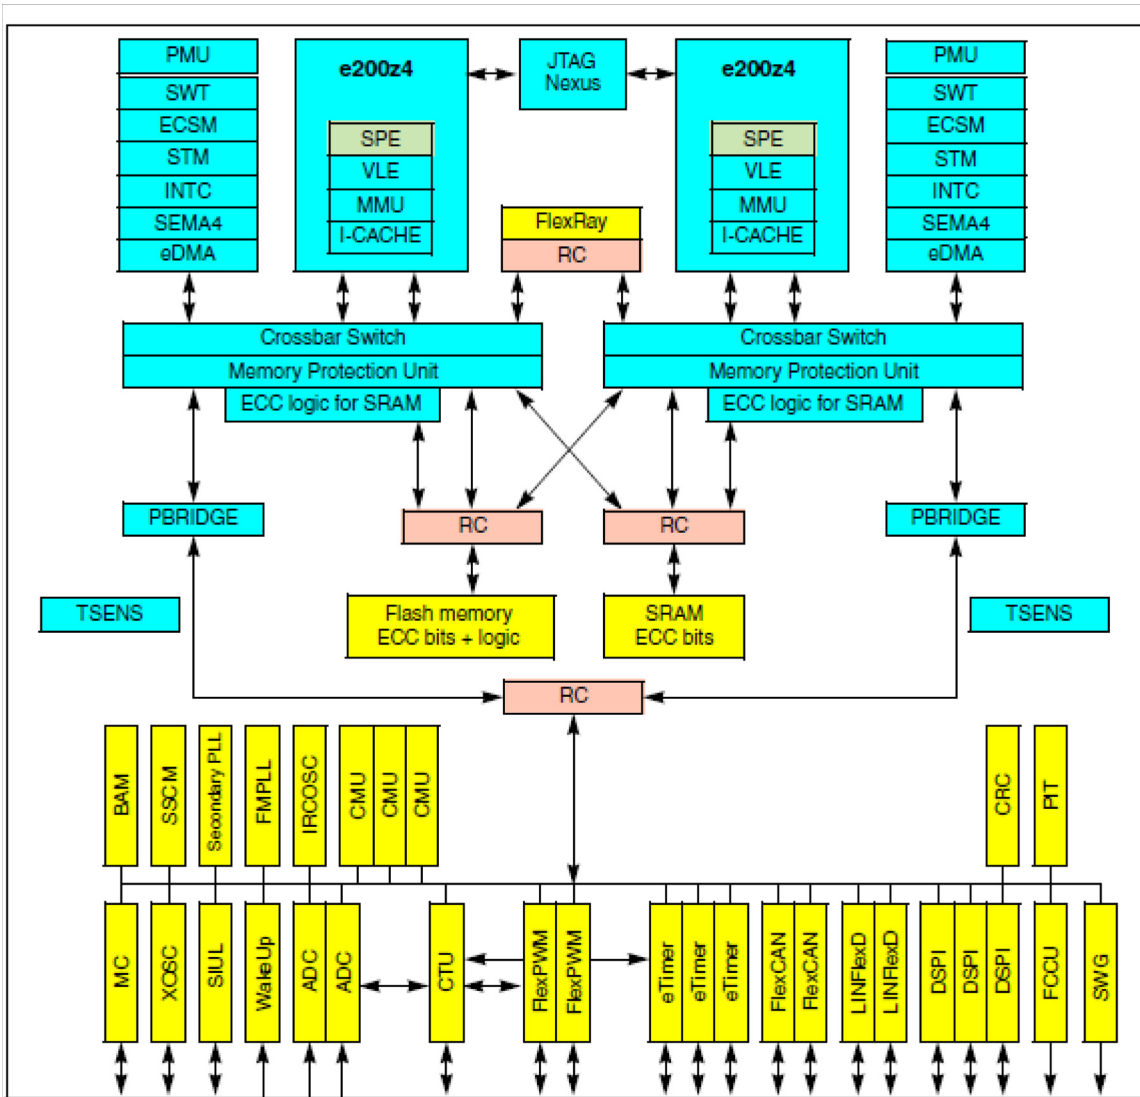 PMU
SWT
ECSM
STM
INTC
SEMA4
eDMA
e200z4
SPE
VLE
MMU
I-CACHE
JTAG
Nexus
FlexRay
RC
e200z4
SPE
VLE
MMU
I-CACHE
PMU
SWT
ECSM
STM
INTC
SEMA4
eDMA
Crossbar Switch
Memory Protection Unit
ECC logic for SRAM
Crossbar Switch
Memory Protection Unit
ECC logic for SRAM
PBRIDGE
RC
RC
PBRIDGE
TSENS
Flash memory
ECC bits + logic
SRAM
ECC bits
TSENS
RC
BAM
SSCM
Secondary PLL
FMPLL
IRCOSC
CMU
CMU
CMU
CRC
PIT
MC
XOSC
SIUL
WakeUp
ADC
ADC
CTU
FlexPWM
FlexPWM
eTimer
eTimer
eTimer
FlexCAN
FlexCAN
LINFlexD
LINFlexD
DSPI
DSPI
DSPI
FCCU
SWG